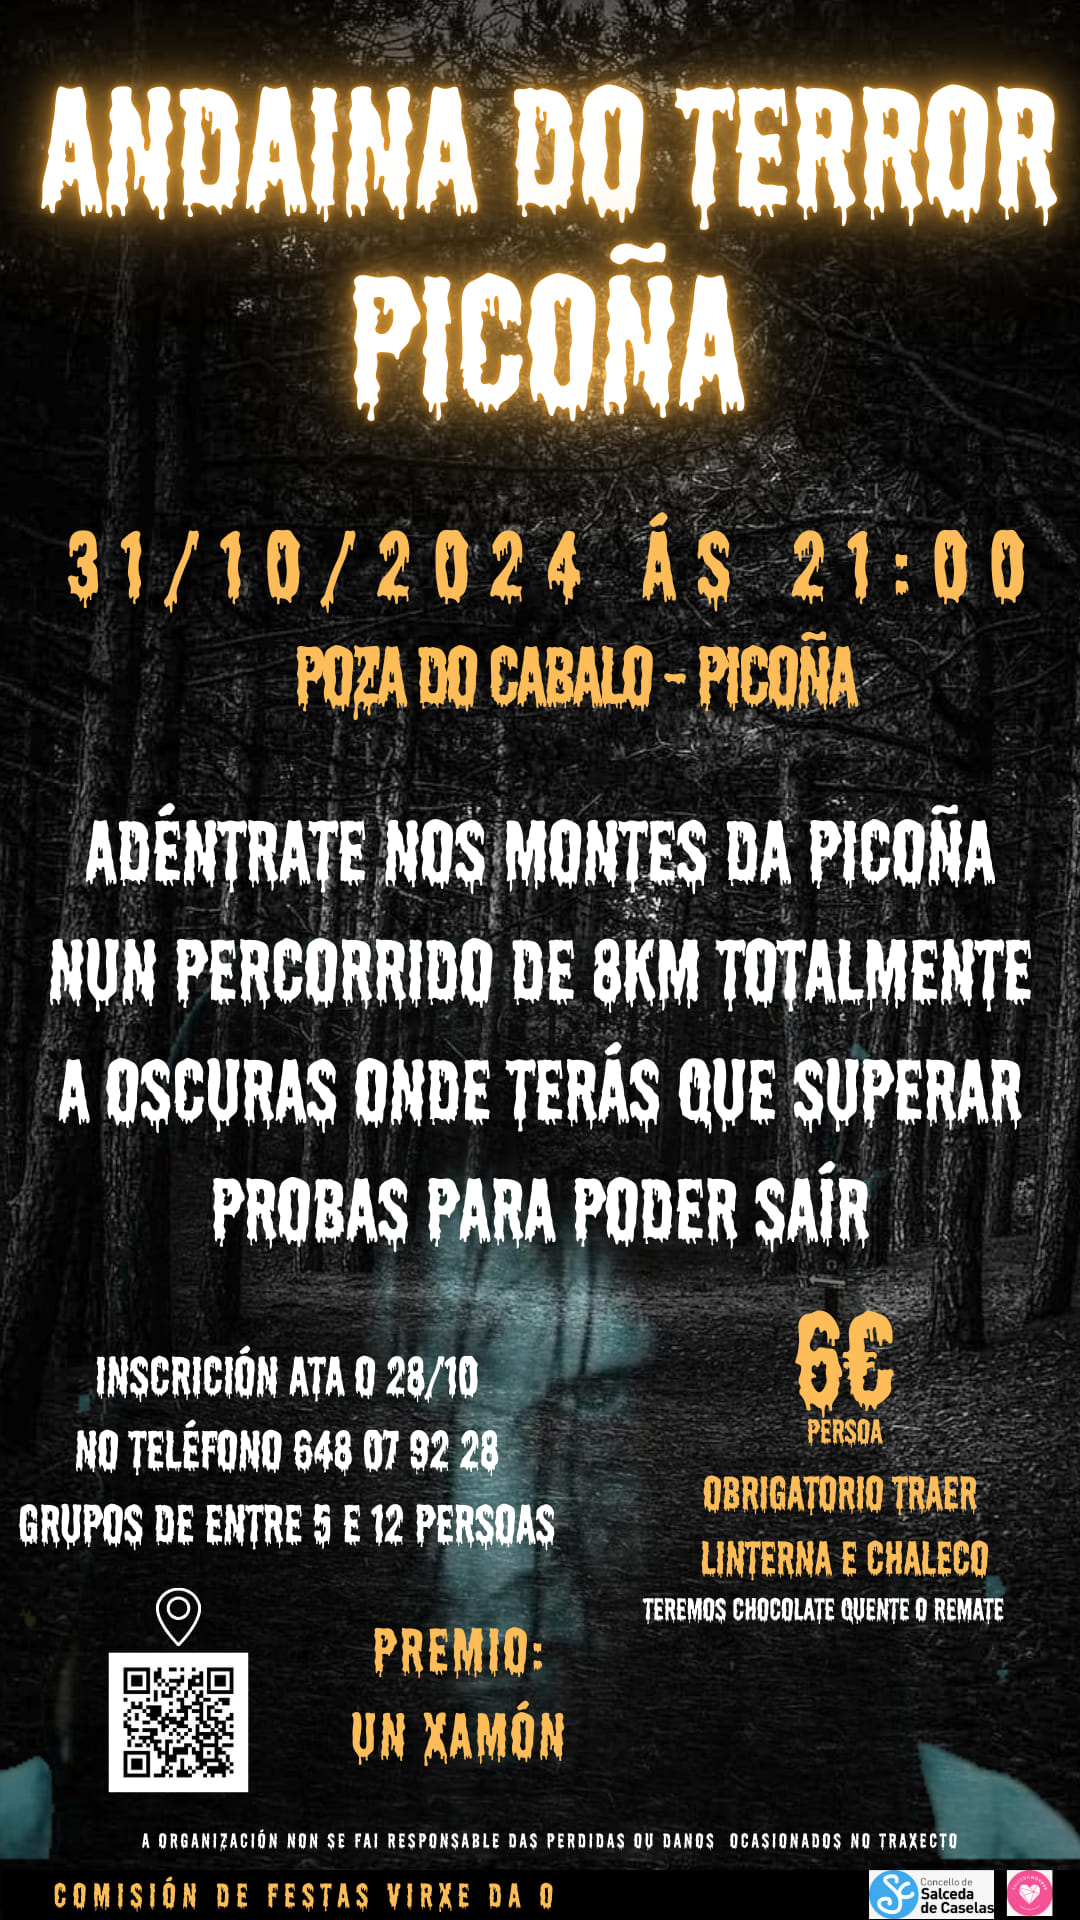 ANDAINA DO TERROR
PICOÑA
31/10/2024 ÁS 21:00
POZA DO CABALO - PICOÑA
ADÉNTRATE NOS MONTES DA PICOÑA
NUN PERCORRIDO DE 8KM TOTALMENTE
A OSCURAS ONDE TERÁS QUE SUPERAR
PROBAS PARA PODER SAÍR
INSCRICIÓN ATA O 28/10
NO TELÉFONO 648 07 92 28
GRUPOS DE ENTRE 5 E 12 PERSOAS
6€
PERSOA
OBRIGATORIO TRAER
LINTERNA E CHALECO
TEREMOS CHOCOLATE QUENTE O REMATE
PREMIO:
UN XAMÓN
A ORGANIZACIÓN NON SE FAI RESPONSABLE DAS PERDIDAS OU DANOS OCASIONADOS NO TRAXECTO
COMISIÓN DE FESTAS VIRXE DA O
Concello de
Salceda
de Caselas